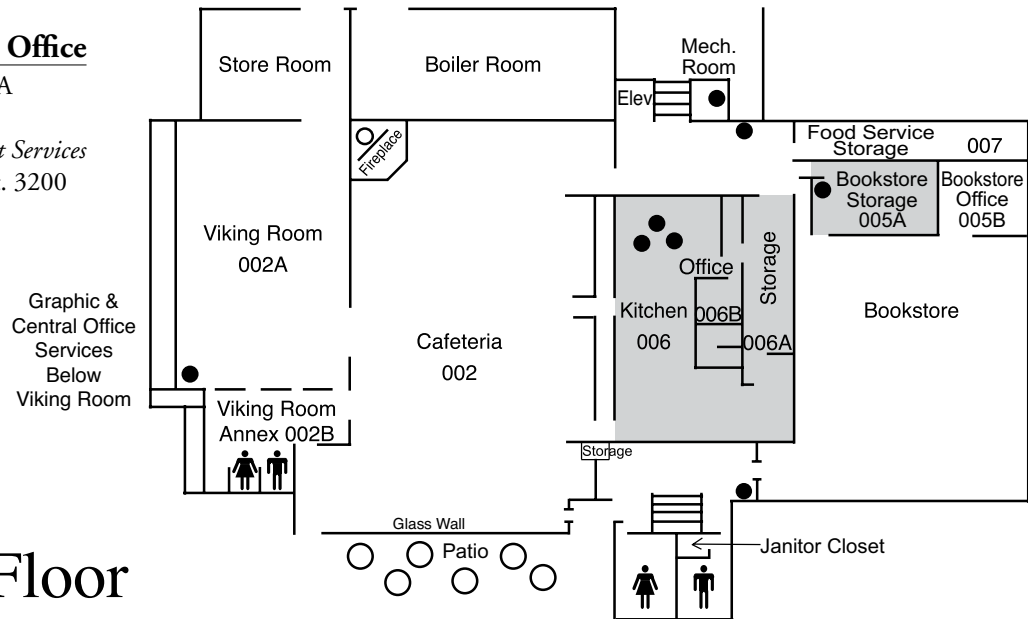 Office
A
t Services
. 3200
Store Room
Boiler Room
Mech.
Room
Elev
Fireplace
Food Service
Storage
007
Bookstore
Storage
005A
Bookstore
Office
005B
Viking Room
002A
Office
Storage
Kitchen
006
006B
006A
Bookstore
Graphic &
Central Office
Services
Below
Viking Room
Cafeteria
002
Viking Room
Annex 002B
Storage
Glass Wall
Patio
Janitor Closet
Floor